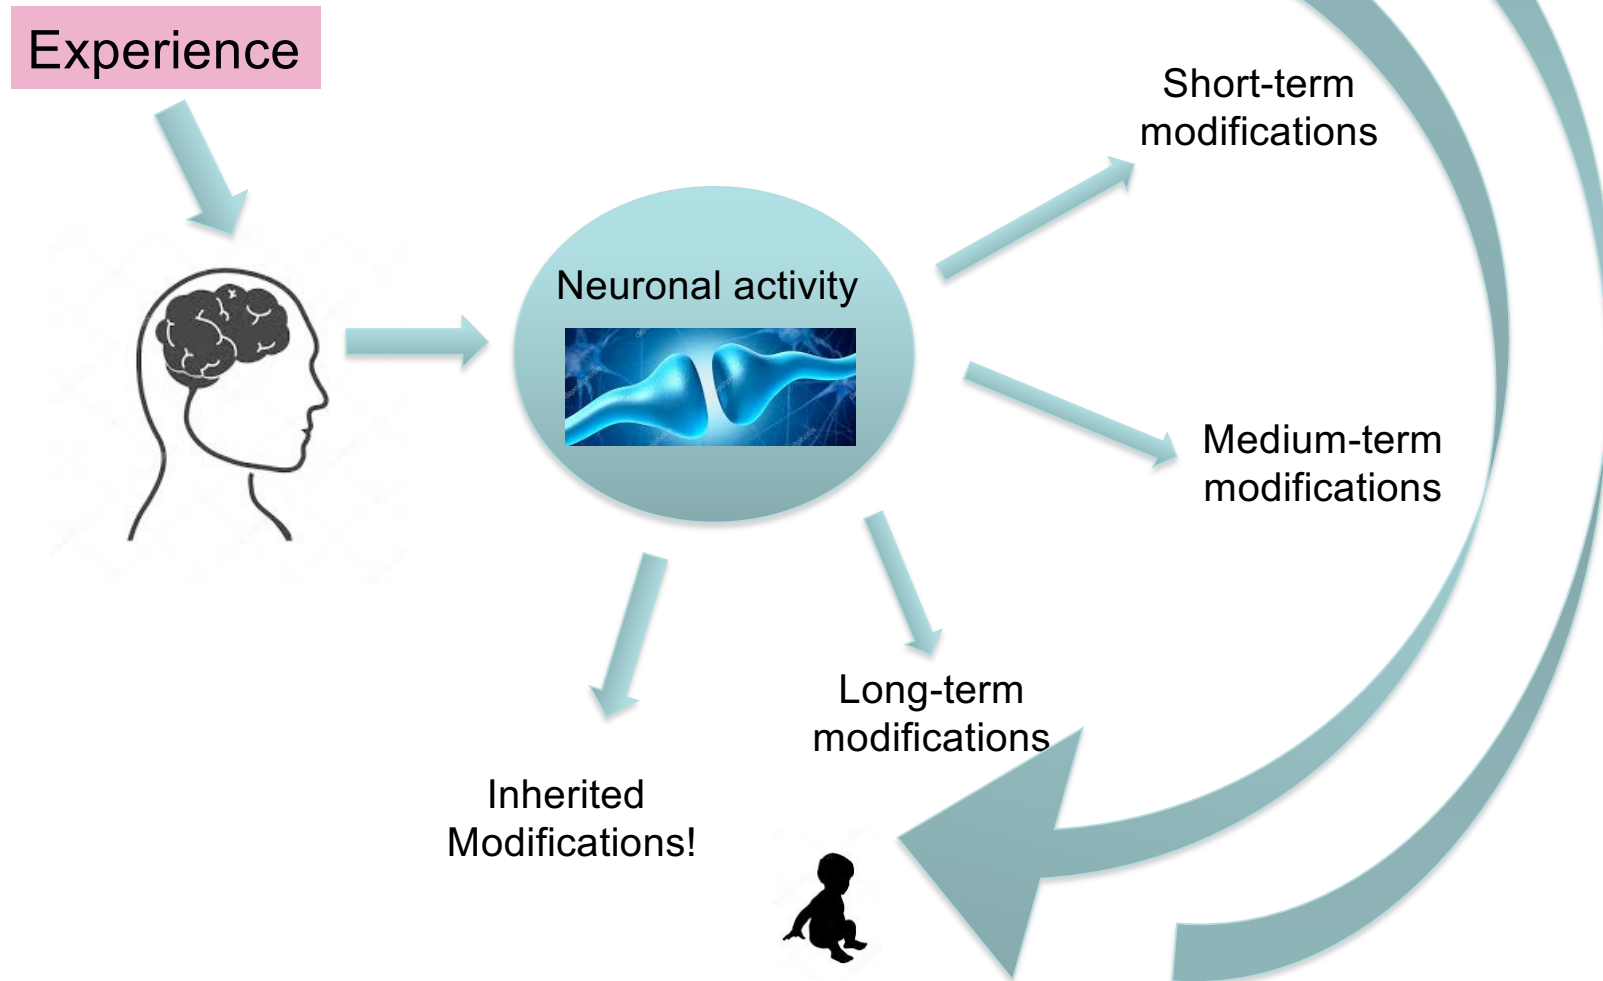 Experience
Short-term
modifications
Neuronal activity
Medium-term
modifications
Long-term
modifications
Inherited
Modifications!